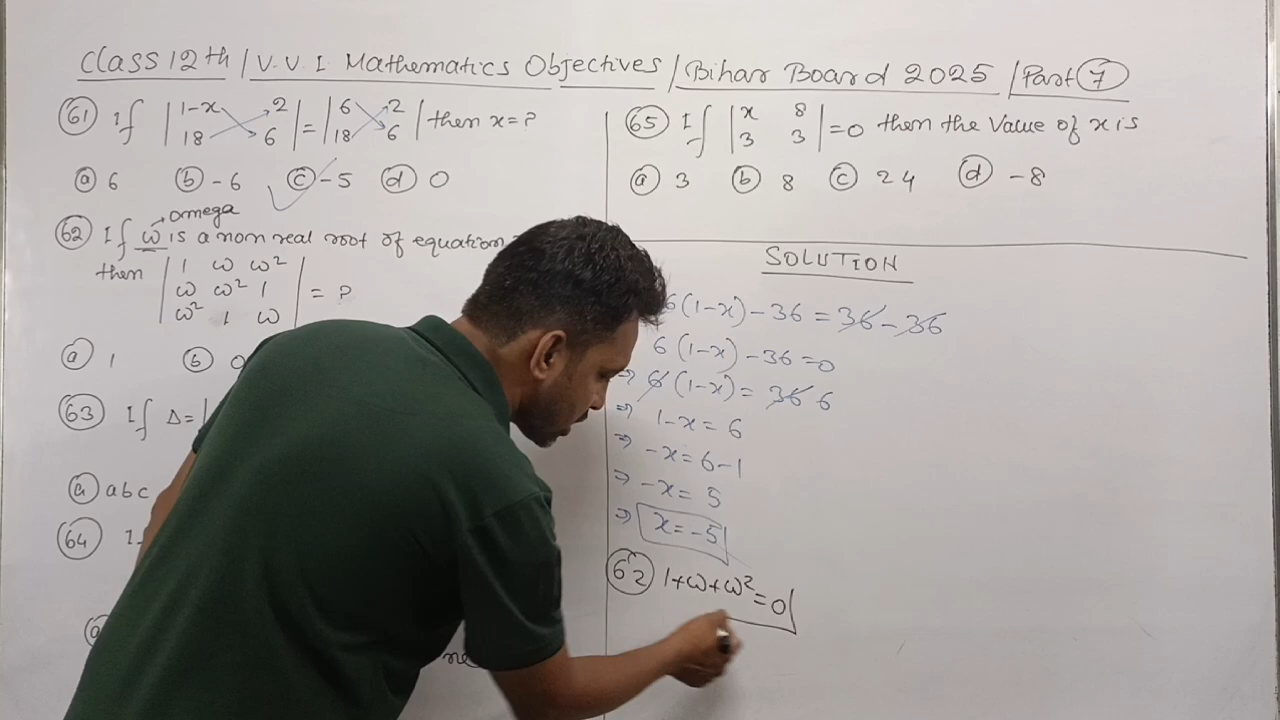 Class 12th / V.V.I. Mathematics Objectives / Bihar Board 2025 / Part 7
61 If |1-x 2| = |6 2| then x = ?
|18 6| |18 6|
a 6 b -6 c -5 d 0
omega
62 If ω is a non real root of equation
then |1 ω ω²|
|ω ω² 1| = ?
|ω² 1 ω|
a 1 b 0
63 If Δ = |
a abc
64
65 If |x 8| = 0 then the Value of x is
|3 3|
a 3 b 8 c 24 d -8
SOLUTION
6(1-x) - 36 = 36 - 36
6(1-x) - 36 = 0
⇒ 6(1-x) = 36 6
⇒ 1-x = 6
⇒ -x = 6-1
⇒ -x = 5
⇒ x = -5
62 1+ω+ω² = 0